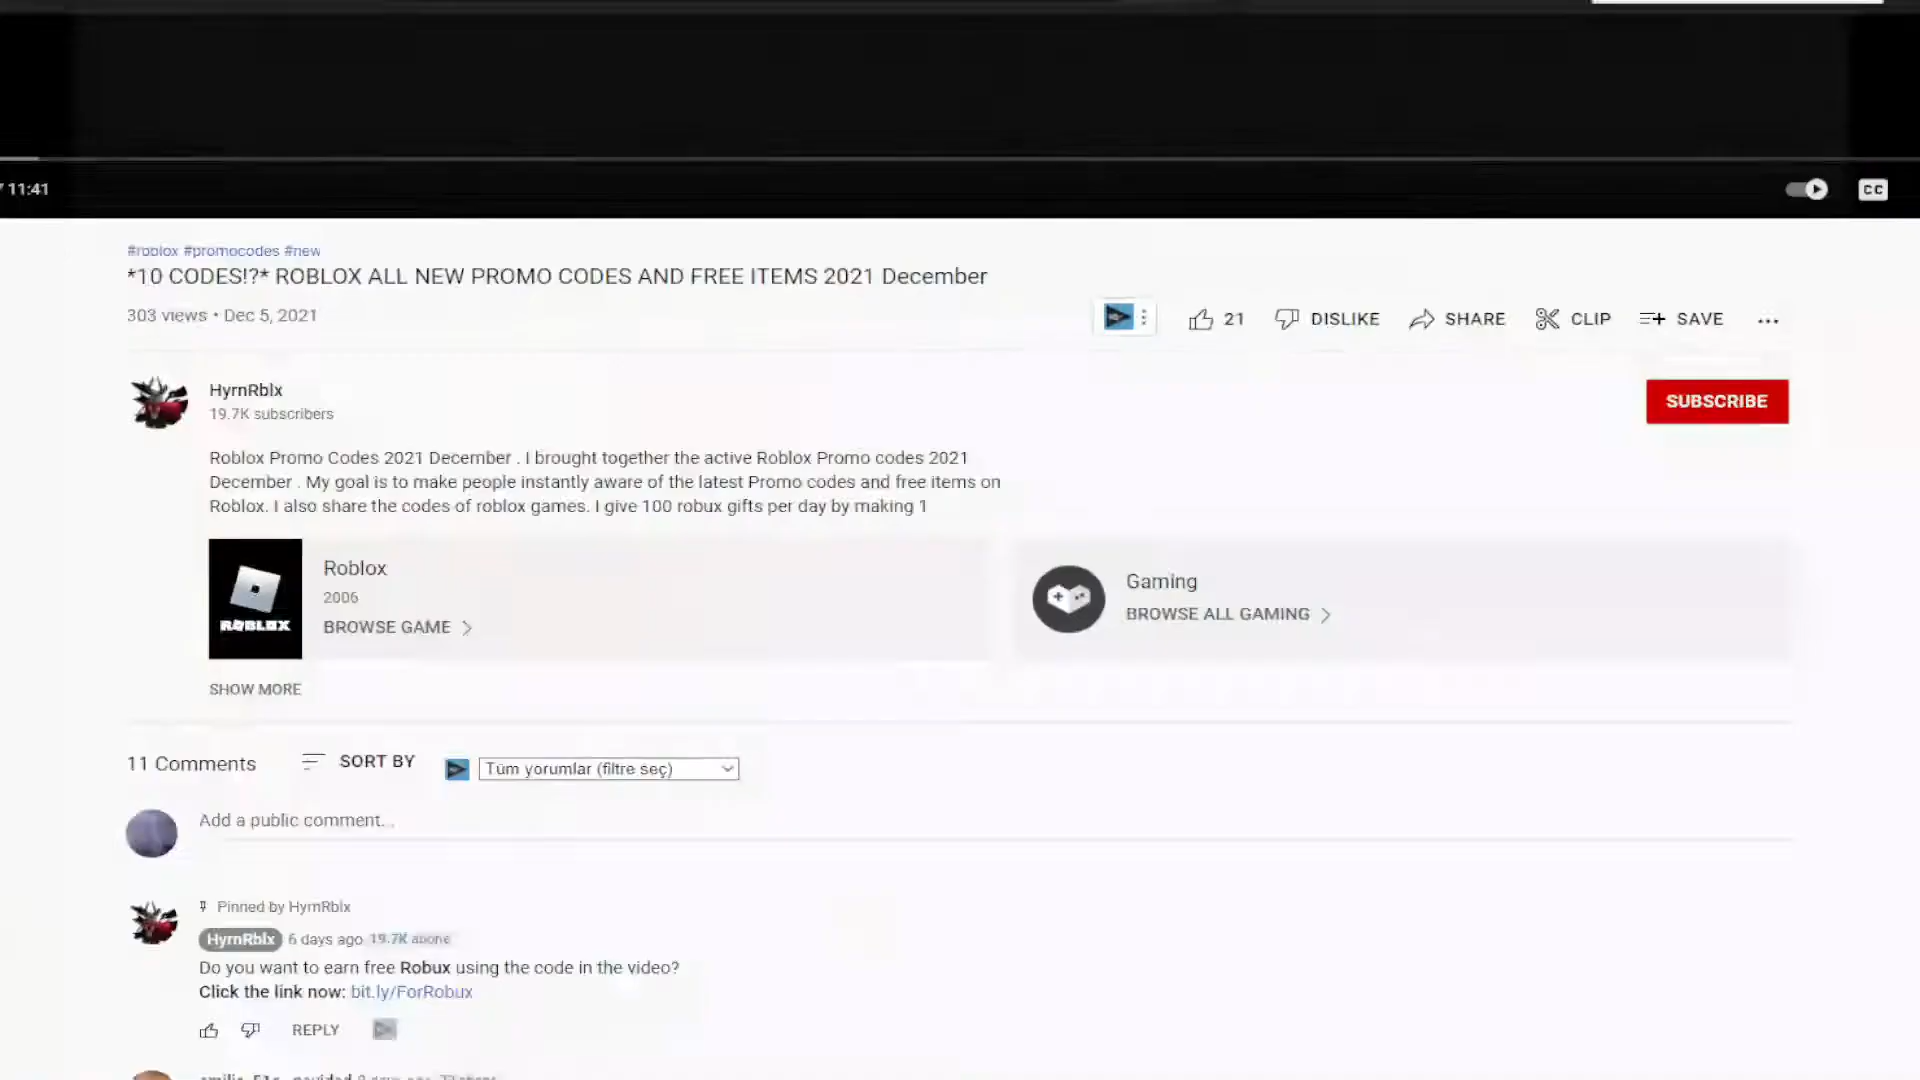 11:41
CC
#roblox #promocodes #new
*10 CODES!?* ROBLOX ALL NEW PROMO CODES AND FREE ITEMS 2021 December
303 views • Dec 5, 2021
21 DISLIKE SHARE CLIP SAVE
HyrnRblx
19.7K subscribers
SUBSCRIBE
Roblox Promo Codes 2021 December . I brought together the active Roblox Promo codes 2021
December . My goal is to make people instantly aware of the latest Promo codes and free items on
Roblox. I also share the codes of roblox games. I give 100 robux gifts per day by making 1
ROBLOX
Roblox
2006
BROWSE GAME
Gaming
BROWSE ALL GAMING
SHOW MORE
11 Comments SORT BY Tüm yorumlar (filtre seç)
Add a public comment...
Pinned by HyrnRblx
HyrnRblx 6 days ago 19.7K abone
Do you want to earn free Robux using the code in the video?
Click the link now: bit.ly/ForRobux
REPLY